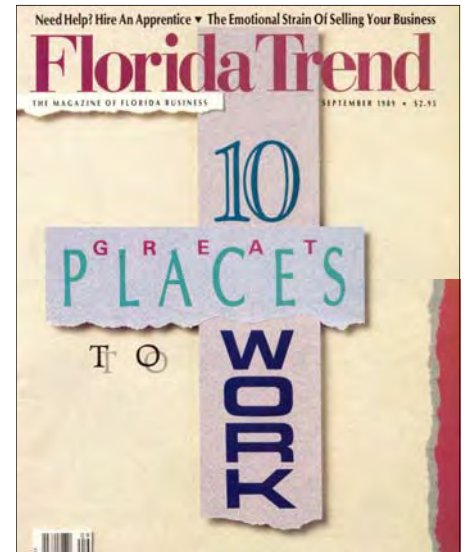 Need Help? Hire An Apprentice ▼ The Emotional Strain Of Selling Your Business
Florida Trend
THE MAGAZINE OF FLORIDA BUSINESS
SEPTEMBER 1989 • $2.95
10
GREAT
PLACES
TO
WORK
09